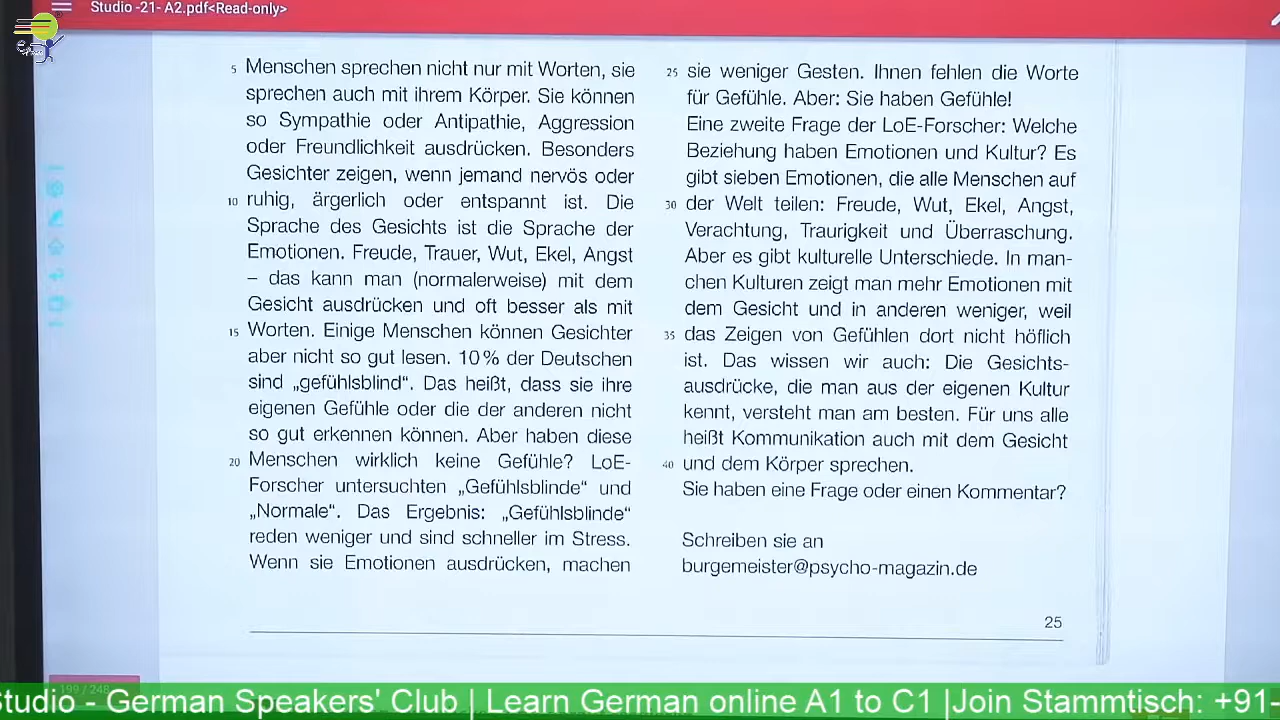 Studio -21- A2.pdf<Read-only>
5 Menschen sprechen nicht nur mit Worten, sie
sprechen auch mit ihrem Körper. Sie können
so Sympathie oder Antipathie, Aggression
oder Freundlichkeit ausdrücken. Besonders
Gesichter zeigen, wenn jemand nervös oder
10 ruhig, ärgerlich oder entspannt ist. Die
Sprache des Gesichts ist die Sprache der
Emotionen. Freude, Trauer, Wut, Ekel, Angst
– das kann man (normalerweise) mit dem
Gesicht ausdrücken und oft besser als mit
15 Worten. Einige Menschen können Gesichter
aber nicht so gut lesen. 10 % der Deutschen
sind „gefühlsblind“. Das heißt, dass sie ihre
eigenen Gefühle oder die der anderen nicht
so gut erkennen können. Aber haben diese
20 Menschen wirklich keine Gefühle? LoE-
Forscher untersuchten „Gefühlsblinde“ und
„Normale“. Das Ergebnis: „Gefühlsblinde“
reden weniger und sind schneller im Stress.
Wenn sie Emotionen ausdrücken, machen
25 sie weniger Gesten. Ihnen fehlen die Worte
für Gefühle. Aber: Sie haben Gefühle!
Eine zweite Frage der LoE-Forscher: Welche
Beziehung haben Emotionen und Kultur? Es
gibt sieben Emotionen, die alle Menschen auf
30 der Welt teilen: Freude, Wut, Ekel, Angst,
Verachtung, Traurigkeit und Überraschung.
Aber es gibt kulturelle Unterschiede. In man-
chen Kulturen zeigt man mehr Emotionen mit
dem Gesicht und in anderen weniger, weil
35 das Zeigen von Gefühlen dort nicht höflich
ist. Das wissen wir auch: Die Gesichts-
ausdrücke, die man aus der eigenen Kultur
kennt, versteht man am besten. Für uns alle
heißt Kommunikation auch mit dem Gesicht
40 und dem Körper sprechen.
Sie haben eine Frage oder einen Kommentar?
Schreiben sie an
burgemeister@psycho-magazin.de
25
199 / 248
Studio - German Speakers' Club | Learn German online A1 to C1 |Join Stammtisch: +91-